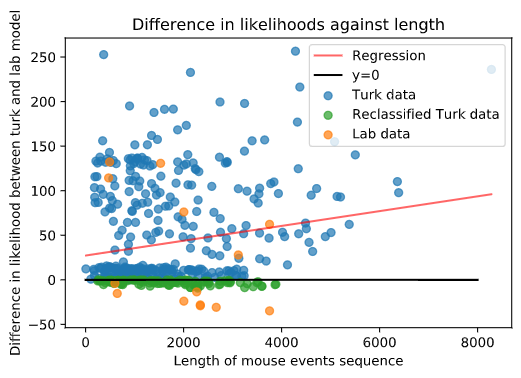 Difference in likelihoods against length
Difference in likelihood between turk and lab model
250
200
150
100
50
0
−50
Regression
y=0
Turk data
Reclassified Turk data
Lab data
0
2000
4000
6000
8000
Length of mouse events sequence